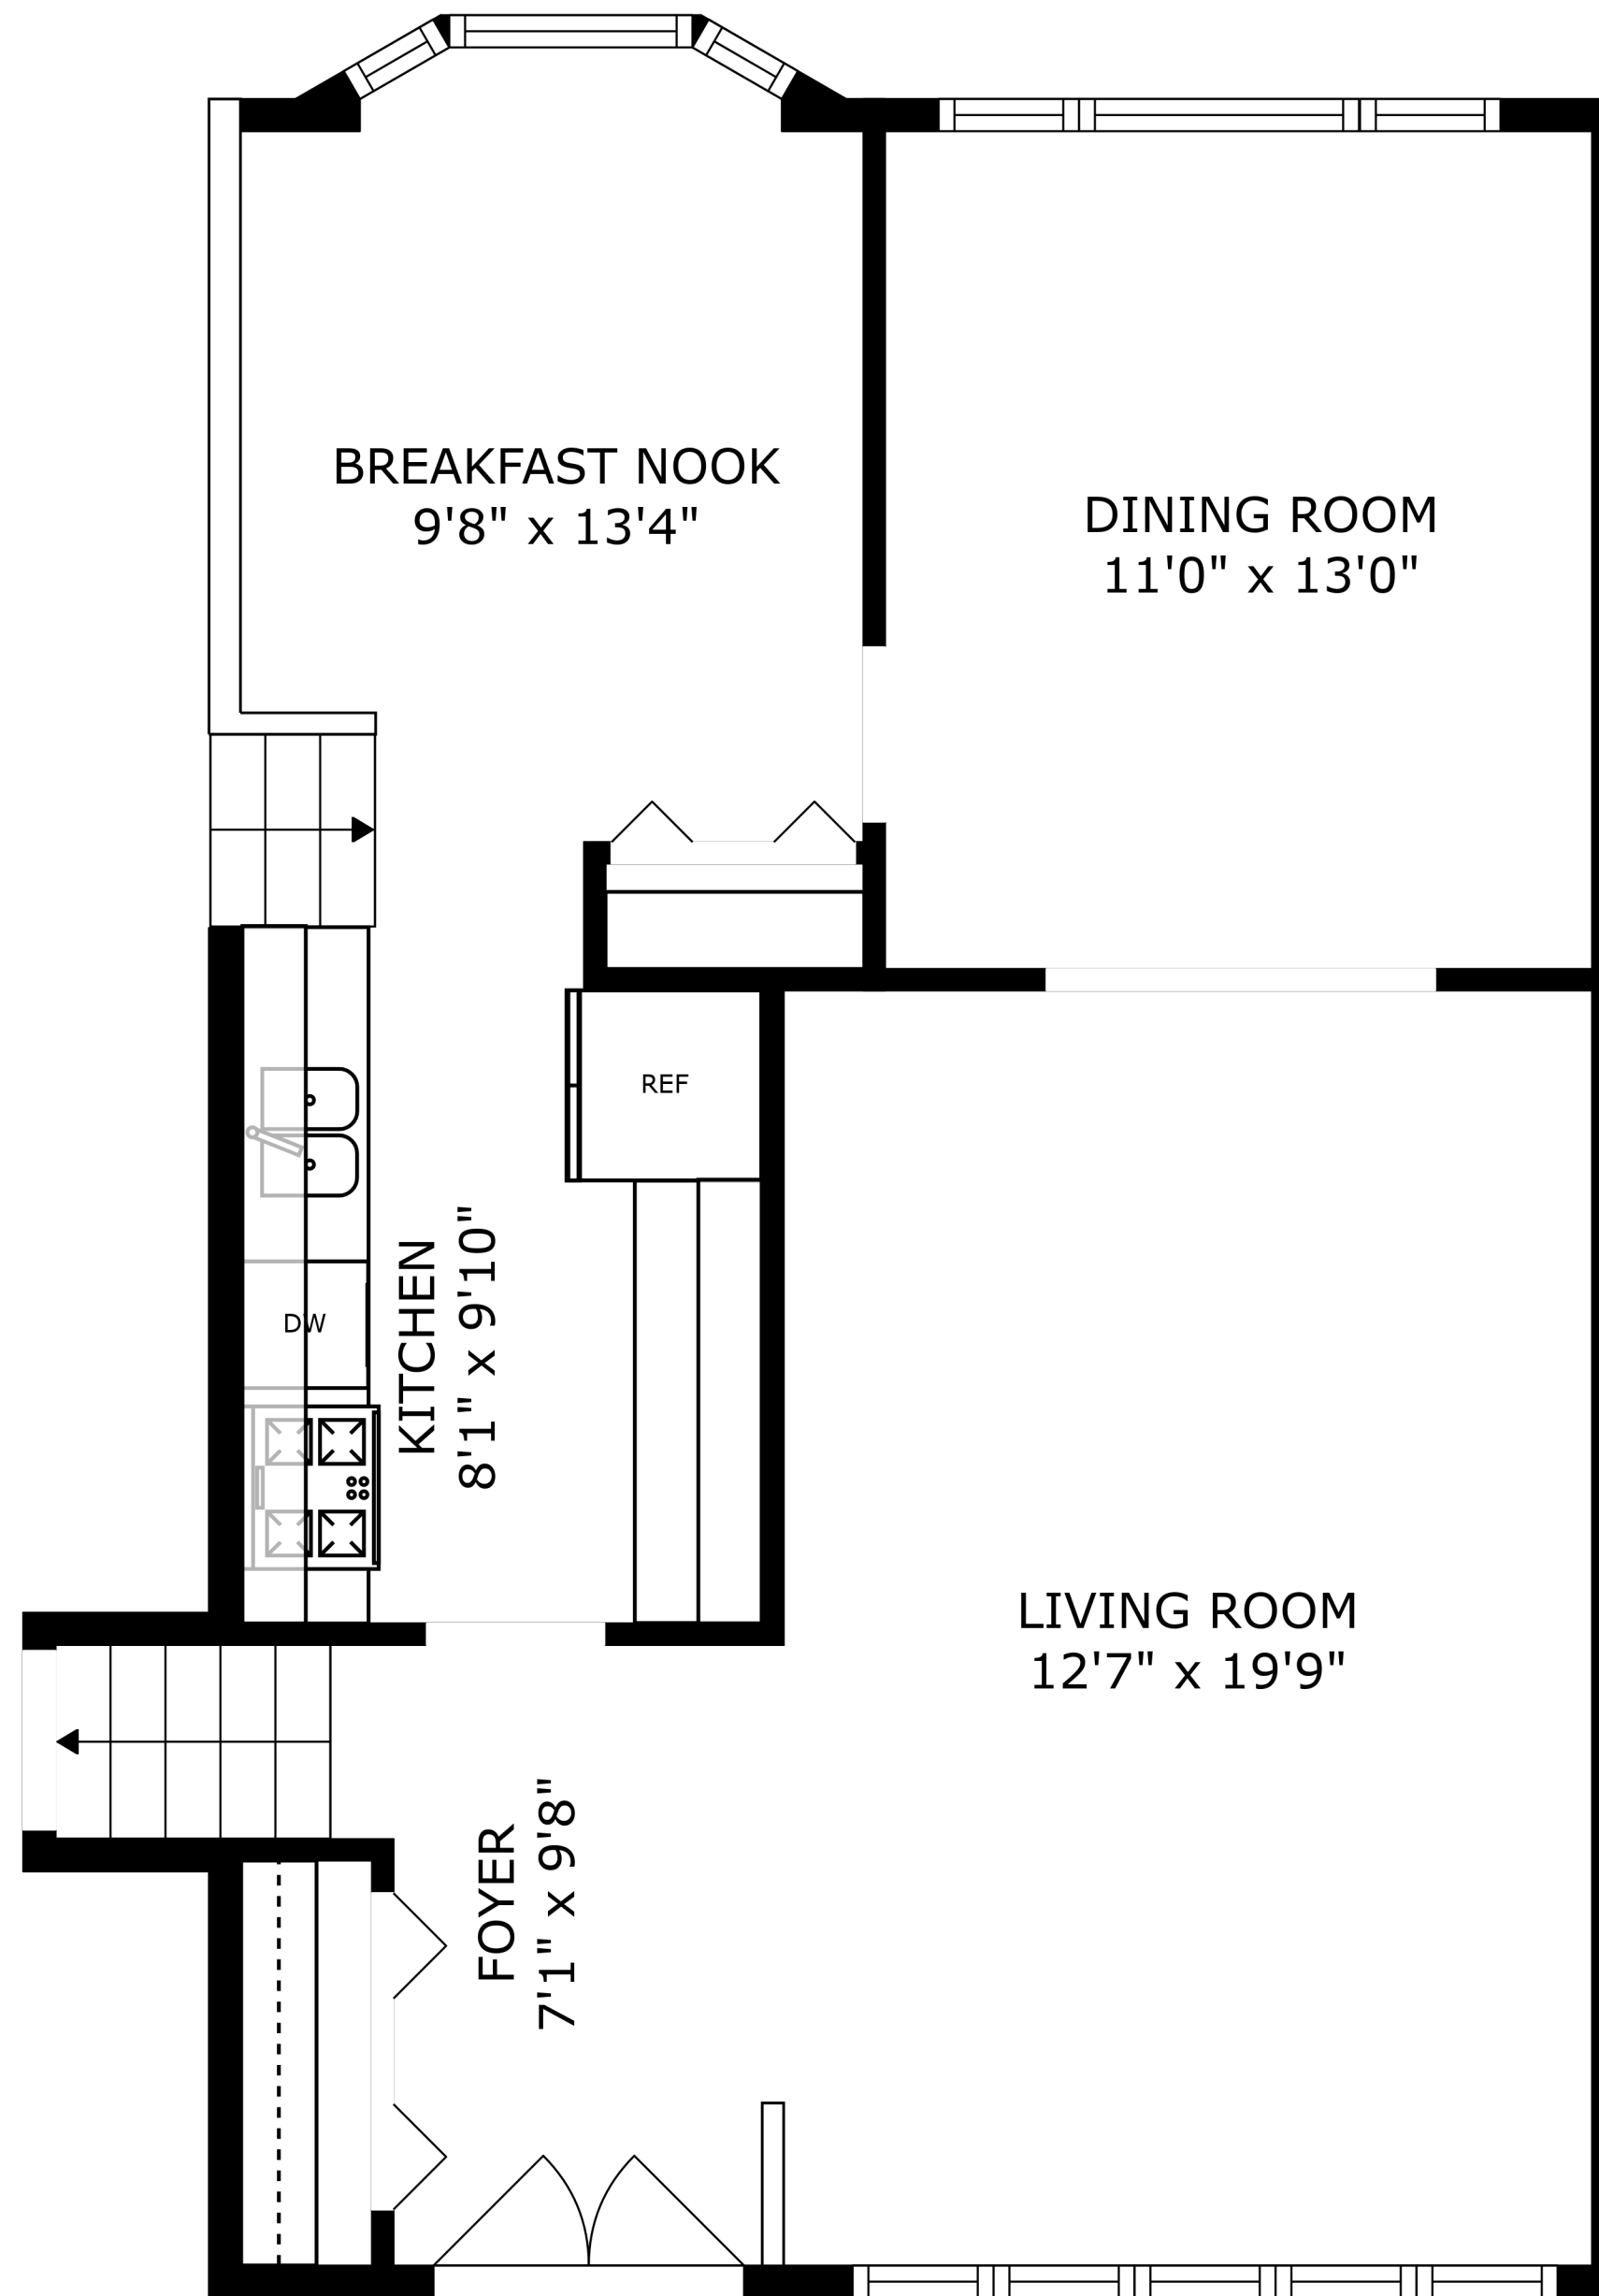 BREAKFAST NOOK
9'8" x 13'4"
DINING ROOM
11'0" x 13'0"
REF
DW
KITCHEN
8'1" x 9'10"
LIVING ROOM
12'7" x 19'9"
FOYER
7'1" x 9'8"